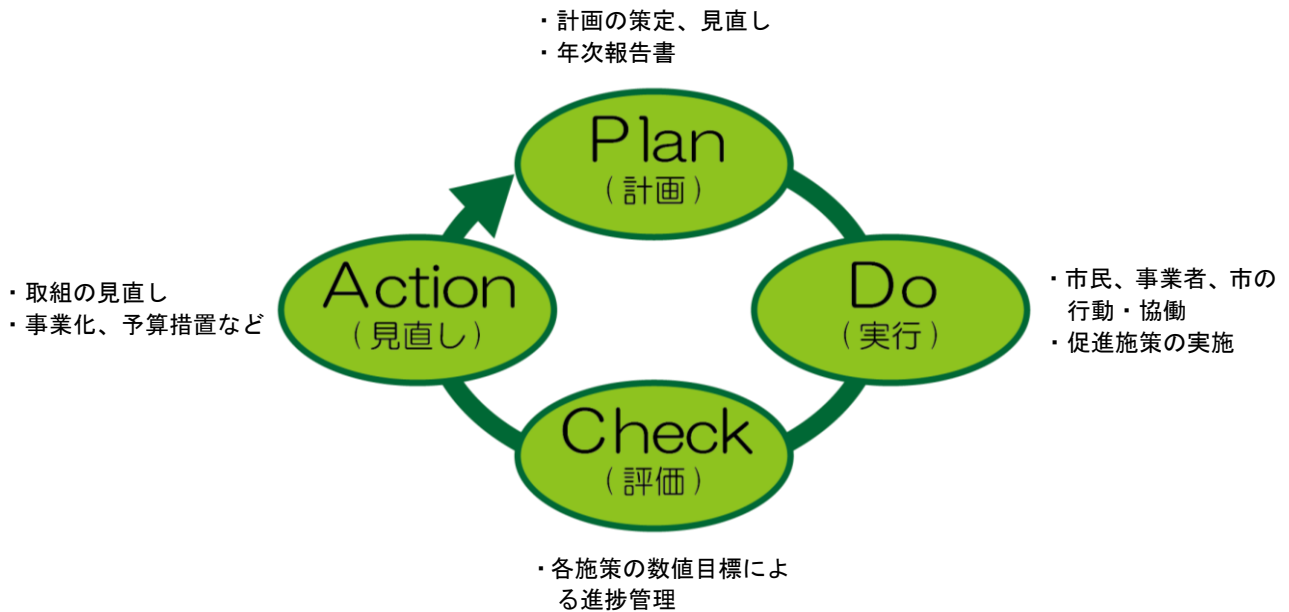 ・計画の策定、見直し
・年次報告書
Plan
（計画）
Action
（見直し）
・取組の見直し
・事業化、予算措置など
Do
（実行）
・市民、事業者、市の
行動・協働
・促進施策の実施
Check
（評価）
・各施策の数値目標によ
る進捗管理